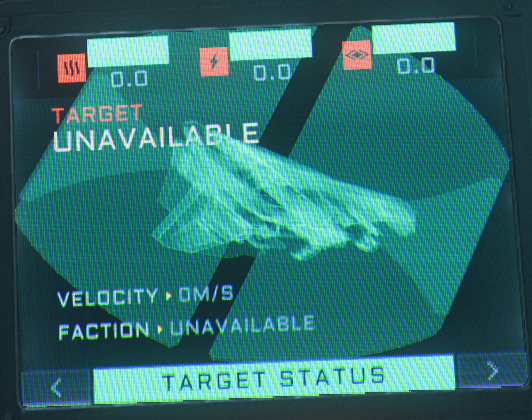 0.0 0.0 0.0
TARGET
UNAVAILABLE
VELOCITY ▸ 0M/S
FACTION ▸ UNAVAILABLE
< TARGET STATUS >